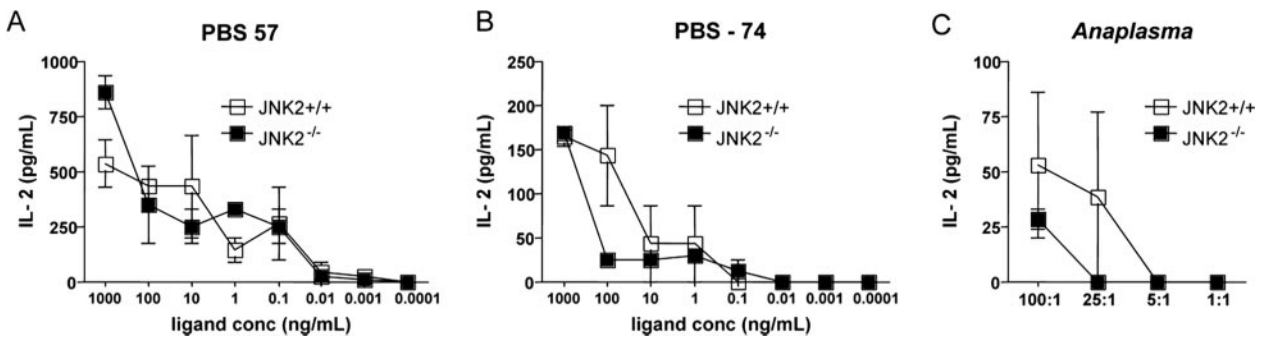 A
PBS 57
IL- 2 (pg/mL)
1000
750
500
250
0
JNK2+/+
JNK2-/-
1000 100 10 1 0.1 0.01 0.001 0.0001
ligand conc (ng/mL)
B
PBS - 74
IL- 2 (pg/mL)
250
200
150
100
50
0
JNK2+/+
JNK2-/-
1000 100 10 1 0.1 0.01 0.001 0.0001
ligand conc (ng/mL)
C
Anaplasma
IL- 2 (pg/mL)
100
75
50
25
0
JNK2+/+
JNK2-/-
100:1 25:1 5:1 1:1